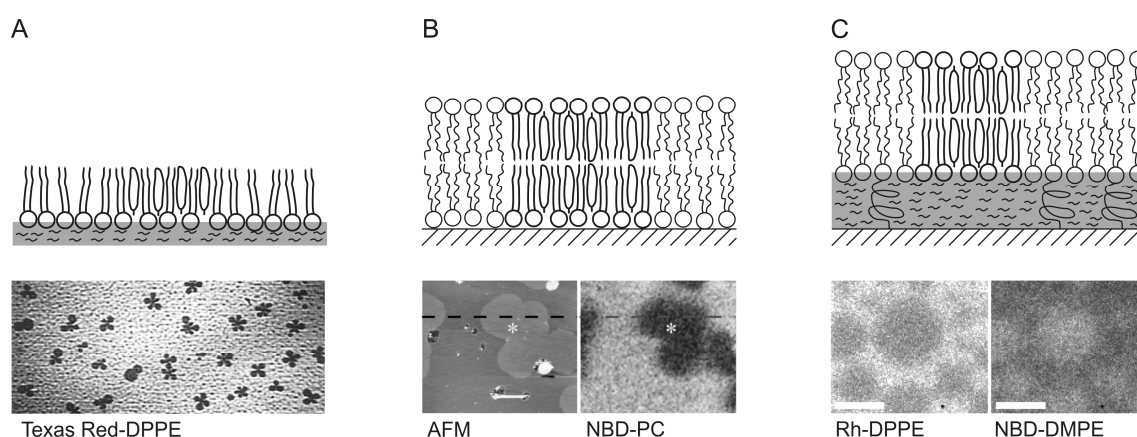 A
B
C
Texas Red-DPPE
AFM
NBD-PC
Rh-DPPE
NBD-DMPE